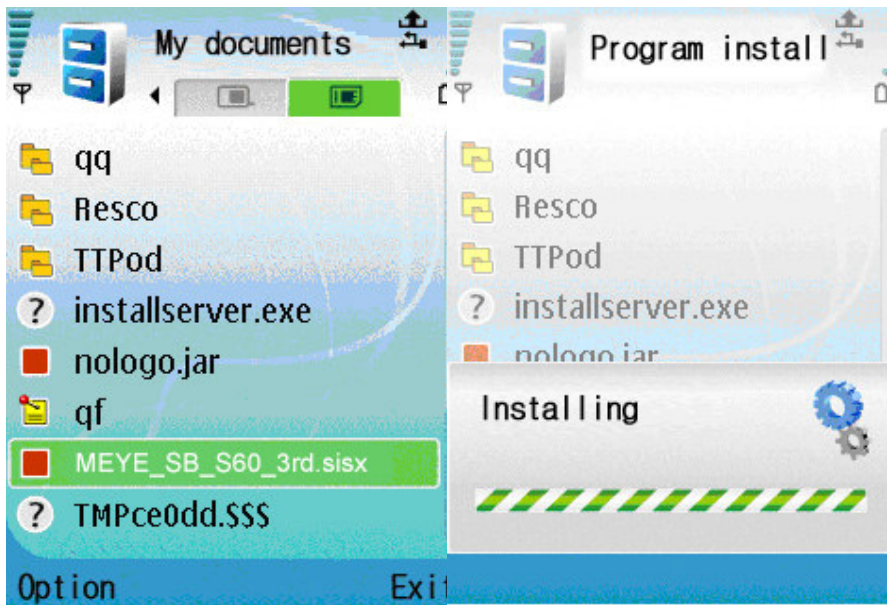 My documents
qq
Resco
TTPod
installserver.exe
nologo.jar
qf
MEYE_SB_S60_3rd.sisx
TMPce0dd.$$$
Option
Exit
Program install
qq
Resco
TTPod
installserver.exe
nologo.jar
Installing